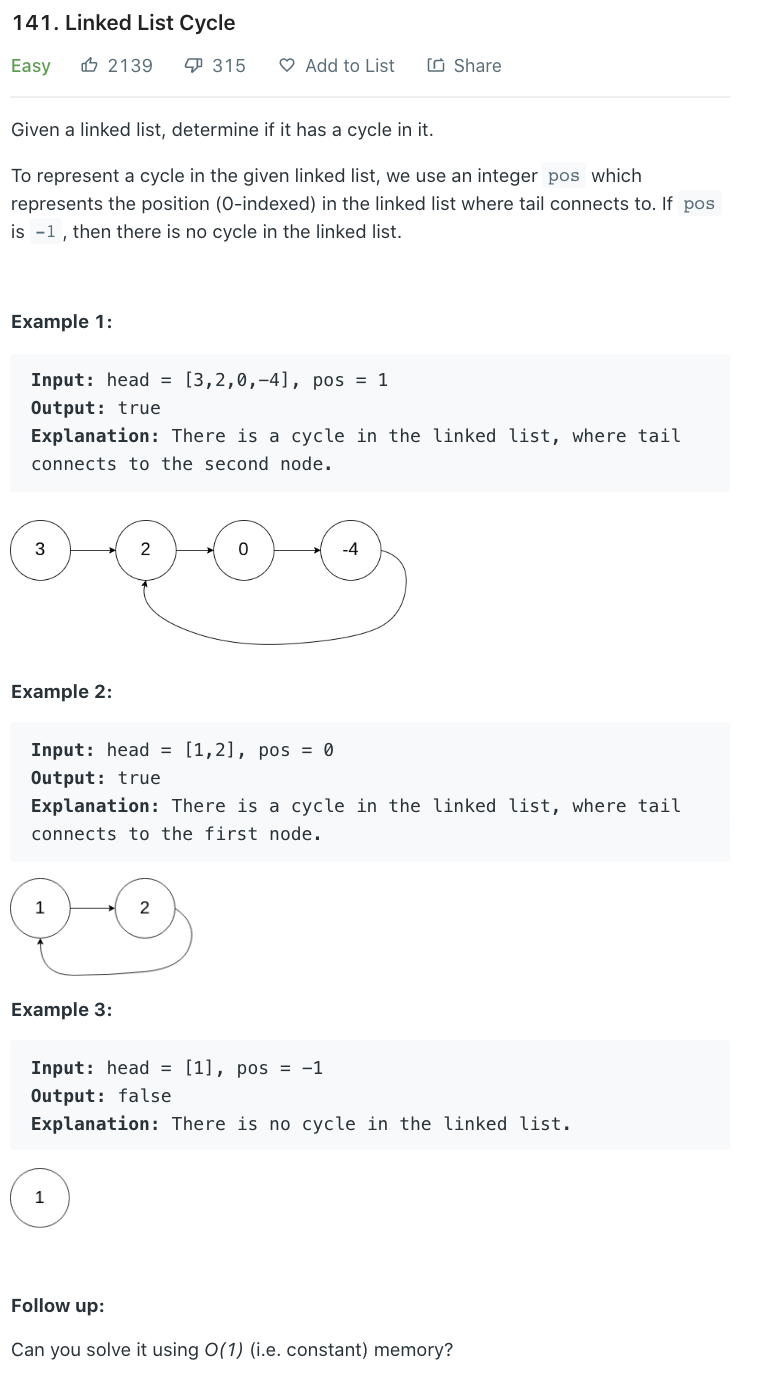 141. Linked List Cycle
Easy 2139 315 Add to List Share
Given a linked list, determine if it has a cycle in it.
To represent a cycle in the given linked list, we use an integer pos which
represents the position (0-indexed) in the linked list where tail connects to. If pos
is -1, then there is no cycle in the linked list.
Example 1:
Input: head = [3,2,0,-4], pos = 1
Output: true
Explanation: There is a cycle in the linked list, where tail
connects to the second node.
3 2 0 -4
Example 2:
Input: head = [1,2], pos = 0
Output: true
Explanation: There is a cycle in the linked list, where tail
connects to the first node.
1 2
Example 3:
Input: head = [1], pos = -1
Output: false
Explanation: There is no cycle in the linked list.
1
Follow up:
Can you solve it using O(1) (i.e. constant) memory?